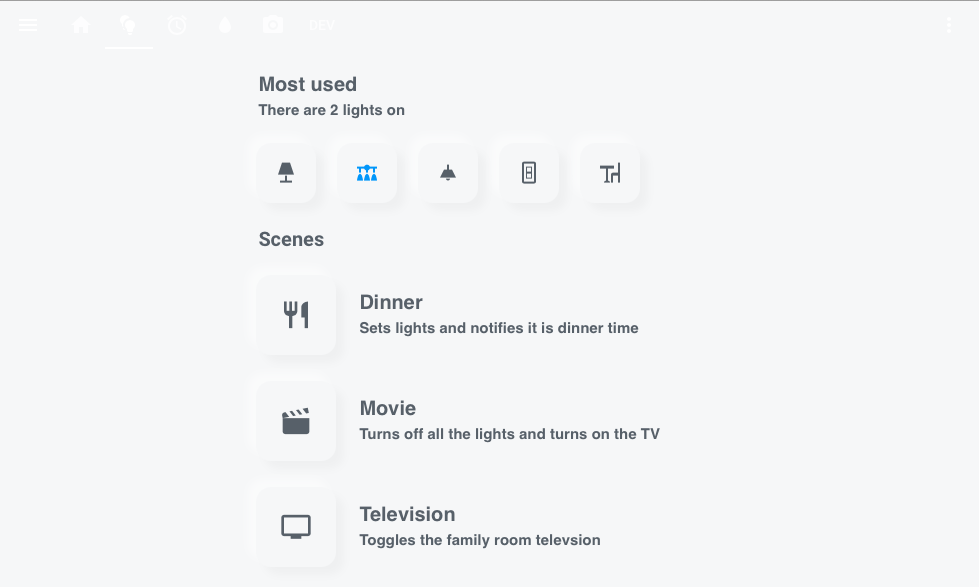 DEV
Most used
There are 2 lights on
Scenes
Dinner
Sets lights and notifies it is dinner time
Movie
Turns off all the lights and turns on the TV
Television
Toggles the family room televsion